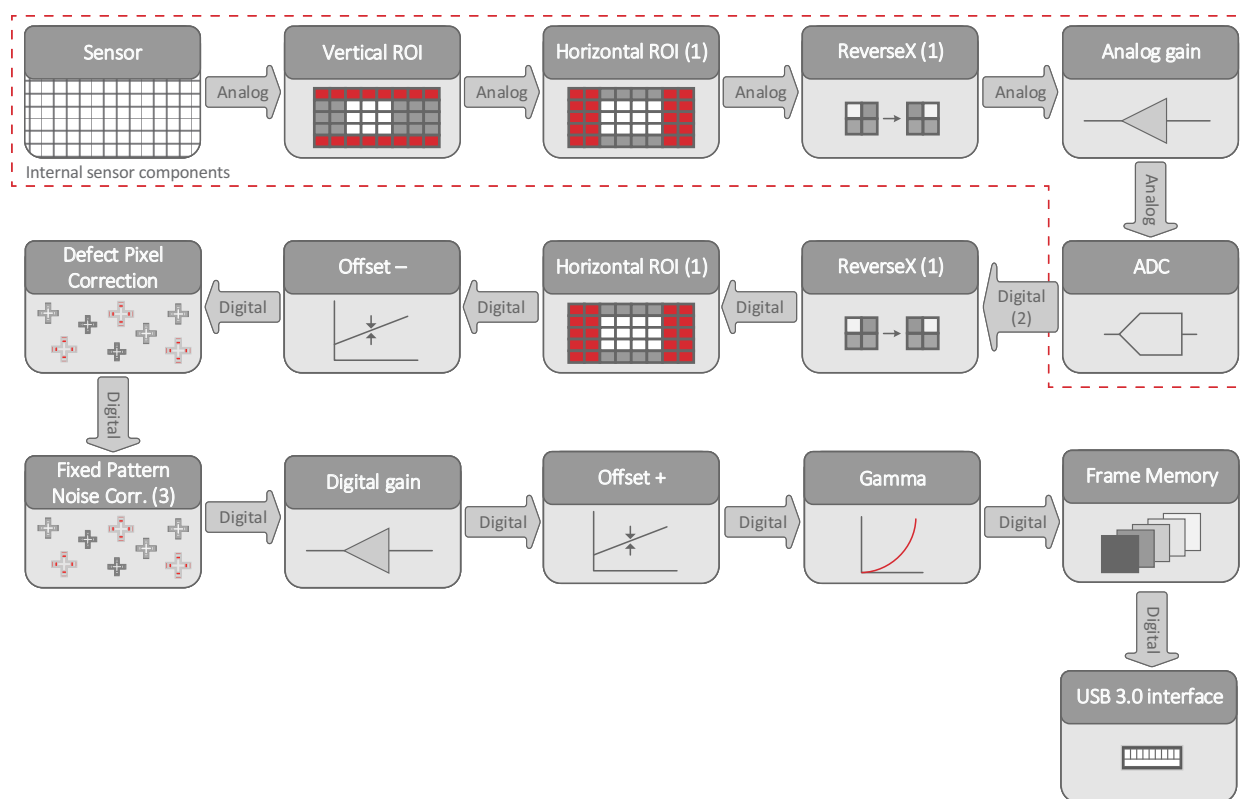 Sensor
Analog
Vertical ROI
Analog
Horizontal ROI (1)
Analog
ReverseX (1)
Analog
Analog gain
Internal sensor components
Analog
ADC
Digital
(2)
ReverseX (1)
Digital
Horizontal ROI (1)
Digital
Offset –
Digital
Defect Pixel
Correction
Digital
Fixed Pattern
Noise Corr. (3)
Digital
Digital gain
Digital
Offset +
Digital
Gamma
Digital
Frame Memory
Digital
USB 3.0 interface